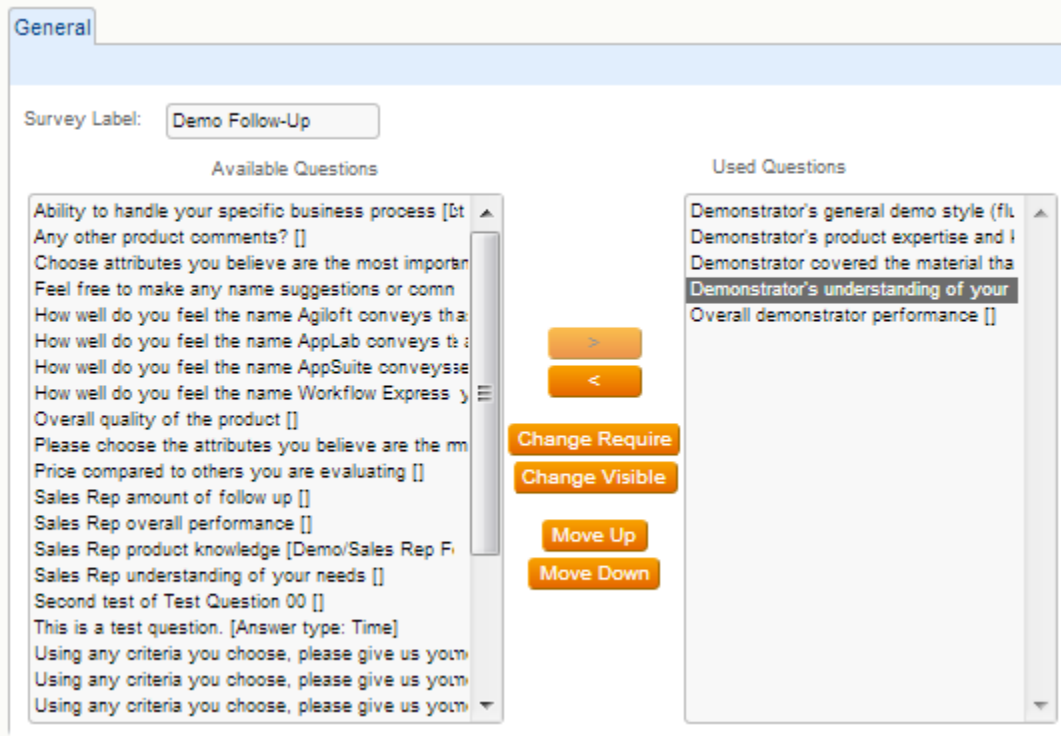 General
Survey Label: Demo Follow-Up
Available Questions
Used Questions
Ability to handle your specific business process
Any other product comments? []
Choose attributes you believe are the most
Feel free to make any name suggestions or
How well do you feel the name Agiloft conveys
How well do you feel the name AppLab conveys
How well do you feel the name AppSuite
How well do you feel the name Workflow Express
Overall quality of the product []
Please choose the attributes you believe are the
Price compared to others you are evaluating []
Sales Rep amount of follow up []
Sales Rep overall performance []
Sales Rep product knowledge [Demo/Sales Rep
Sales Rep understanding of your needs []
Second test of Test Question 00 []
This is a test question. [Answer type: Time]
Using any criteria you choose, please give us
Using any criteria you choose, please give us
Using any criteria you choose, please give us
>
<
Change Require
Change Visible
Move Up
Move Down
Demonstrator's general demo style
Demonstrator's product expertise and
Demonstrator covered the material tha
Demonstrator's understanding of your
Overall demonstrator performance []